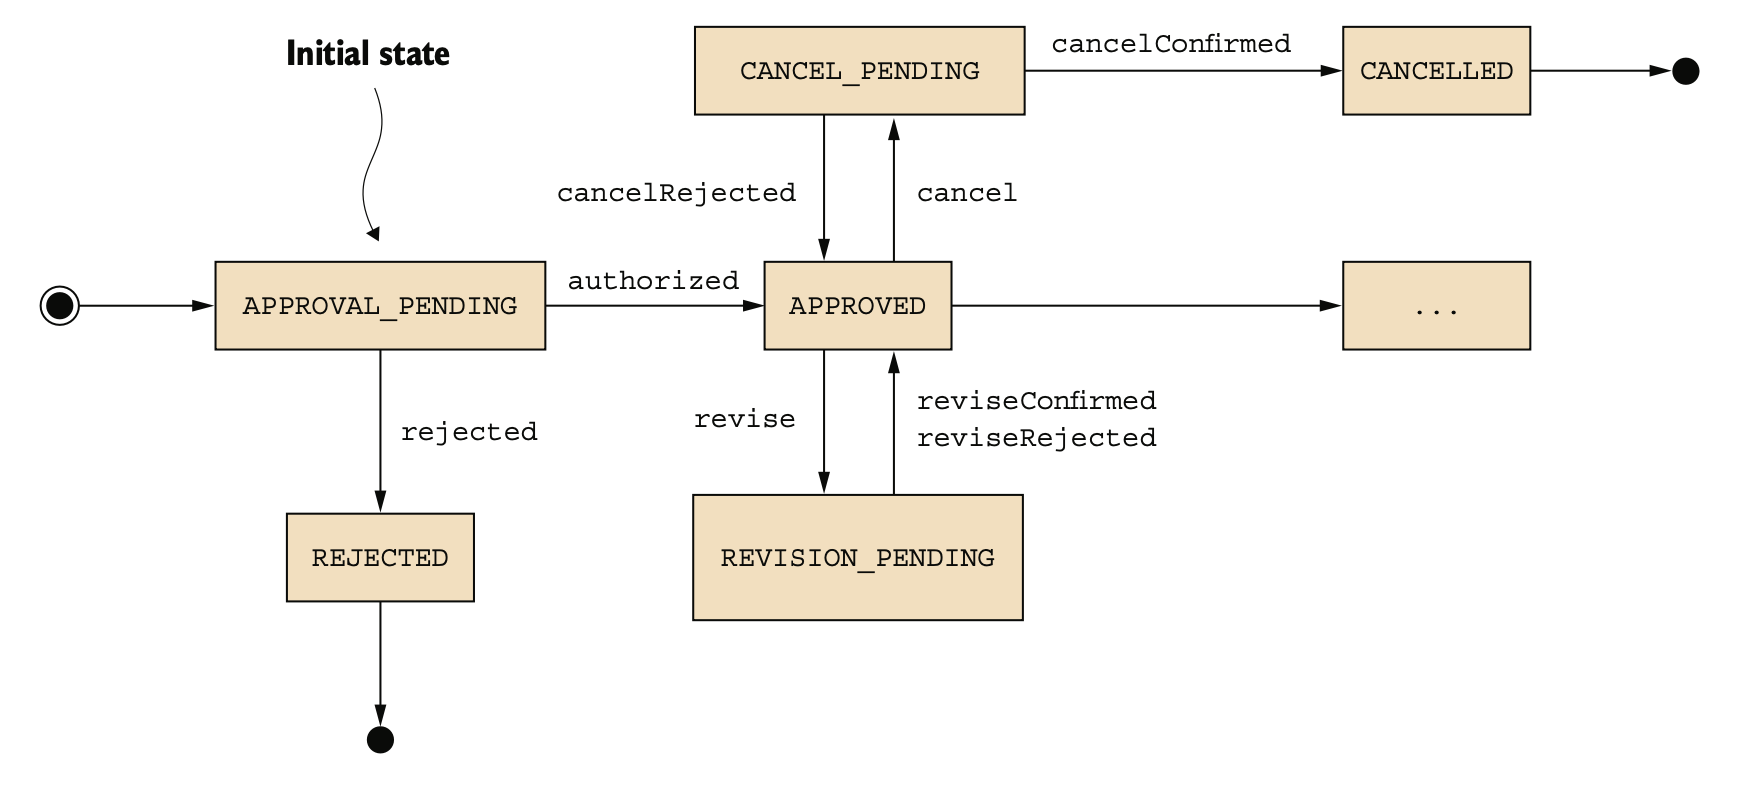 Initial state
CANCEL_PENDING
cancelConfirmed
CANCELLED
cancelRejected
cancel
APPROVAL_PENDING
authorized
APPROVED
...
rejected
revise
reviseConfirmed
reviseRejected
REJECTED
REVISION_PENDING